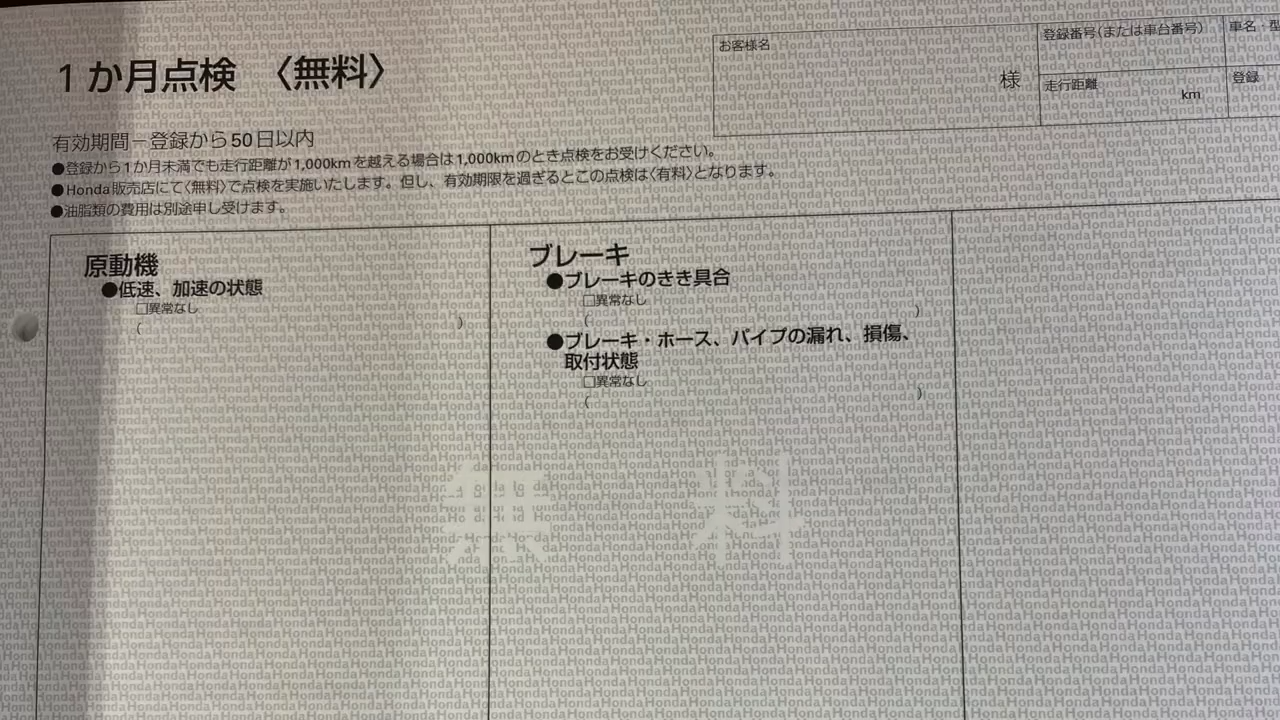 1か月点検 〈無料〉
お客様名
様
登録番号(または車台番号)
走行距離
km
車名・型
登録
有効期間－登録から50日以内
●登録から1か月未満でも走行距離が1,000kmを越える場合は1,000kmのとき点検をお受けください。
●Honda販売店にて〈無料〉で点検を実施いたします。但し、有効期限を過ぎるとこの点検は〈有料〉となります。
●油脂類の費用は別途申し受けます。
原動機
●低速、加速の状態
□異常なし
( )
ブレーキ
●ブレーキのきき具合
□異常なし
( )
●ブレーキ・ホース、パイプの漏れ、損傷、
取付状態
□異常なし
( )
無料